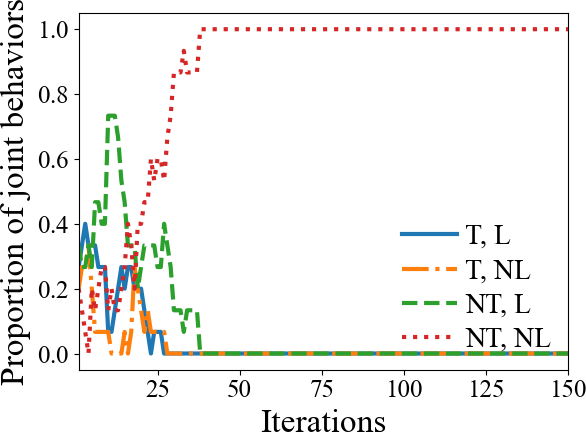 Proportion of joint behaviors
1.0
0.8
0.6
0.4
0.2
0.0
T, L
T, NL
NT, L
NT, NL
25
50
75
100
125
150
Iterations